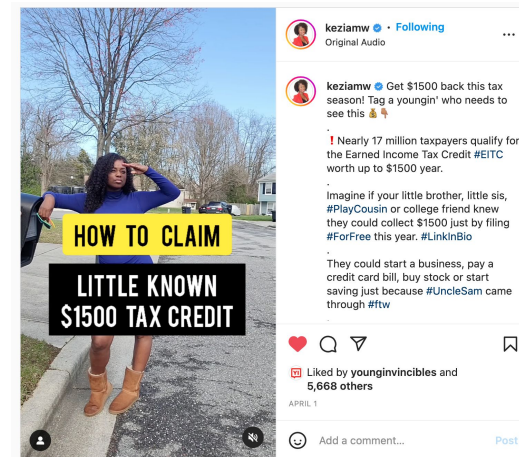 keziamw • Following
Original Audio
keziamw Get $1500 back this tax
season! Tag a youngin' who needs to
see this 💰👇🏽
.
❗Nearly 17 million taxpayers qualify for
the Earned Income Tax Credit #EITC
worth up to $1500 year.
.
Imagine if your little brother, little sis,
#PlayCousin or college friend knew
they could collect $1500 just by filing
#ForFree this year. #LinkInBio
.
They could start a business, pay a
credit card bill, buy stock or start
saving just because #UncleSam came
through #ftw
.
HOW TO CLAIM
LITTLE KNOWN
$1500 TAX CREDIT
YI
Liked by younginvincibles and
5,668 others
APRIL 1
Add a comment...
Post